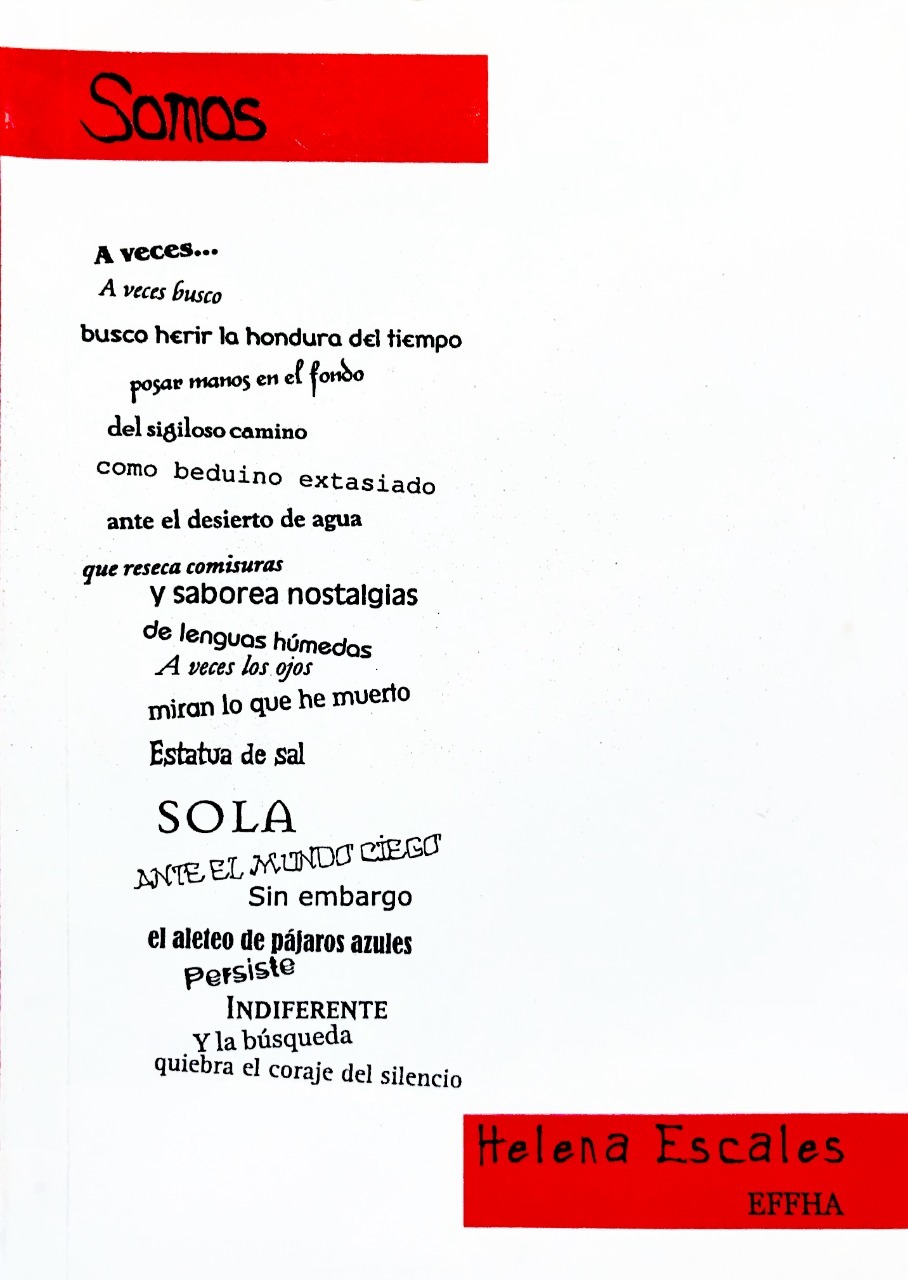 Somos
A veces...
A veces busco
busco herir la hondura del tiempo
posar manos en el fondo
del sigiloso camino
como beduino extasiado
ante el desierto de agua
que reseca comisuras
y saborea nostalgias
de lenguas húmedas
A veces los ojos
miran lo que he muerto
Estatua de sal
SOLA
ANTE EL MUNDO CIEGO
Sin embargo
el aleteo de pájaros azules
Persiste
INDIFERENTE
Y la búsqueda
quiebra el coraje del silencio
Helena Escales
EFFHA